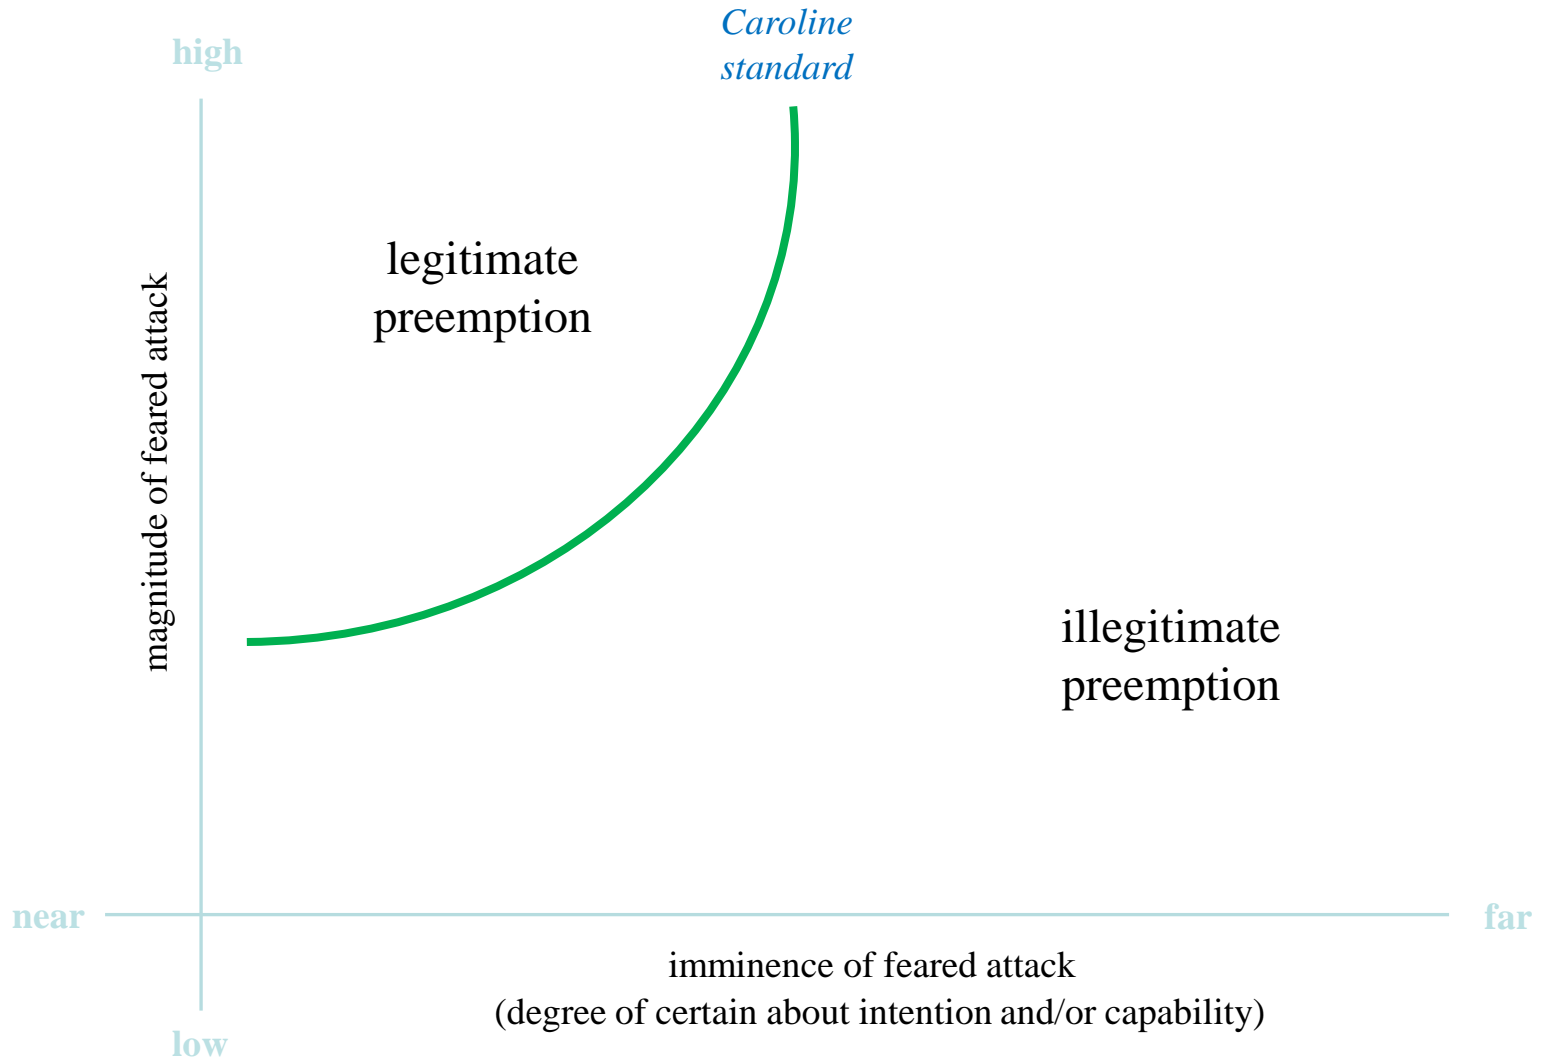 Caroline
standard
high
legitimate
preemption
magnitude of feared attack
illegitimate
preemption
near
far
imminence of feared attack
(degree of certain about intention and/or capability)
low